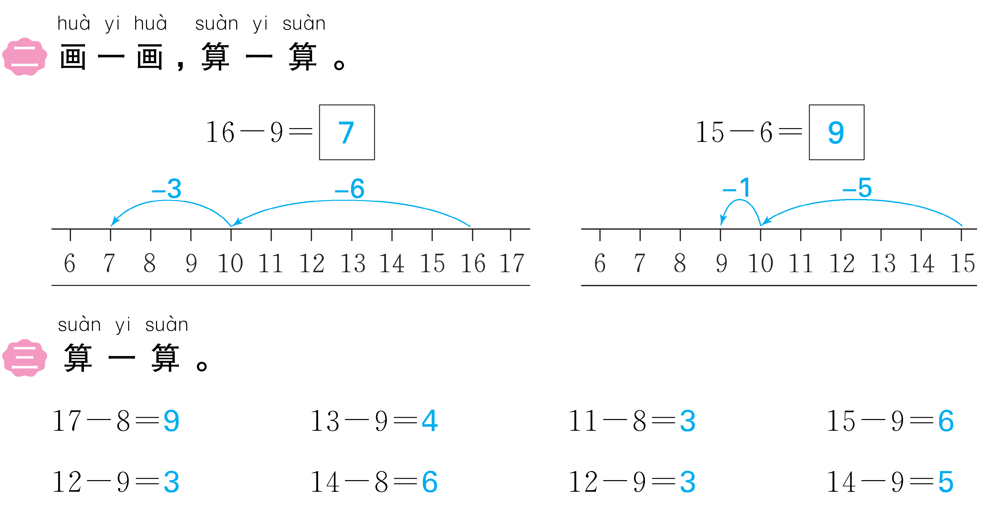 huà yi huà suàn yi suàn
二 画一画，算一算。
16－9＝7 15－6＝9
－3 －6 －1 －5
6 7 8 9 10 11 12 13 14 15 16 17 6 7 8 9 10 11 12 13 14 15
suàn yi suàn
三 算一算。
17－8＝9 13－9＝4 11－8＝3 15－9＝6
12－9＝3 14－8＝6 12－9＝3 14－9＝5